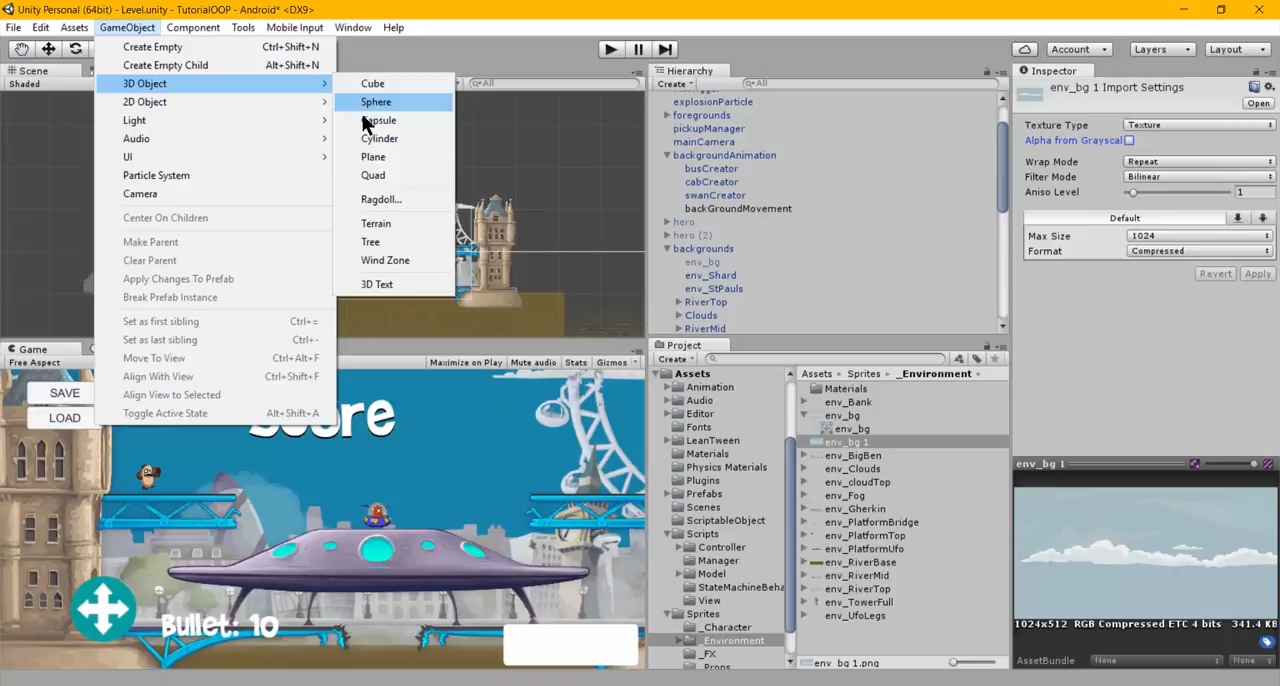 Unity Personal (64bit) - Level.unity - TutorialOOP - Android* <DX9>
File Edit Assets GameObject Component Tools Mobile Input Window Help
Account Layers Layout
Create Empty Ctrl+Shift+N
Create Empty Child Alt+Shift+N
3D Object
2D Object
Light
Audio
UI
Particle System
Camera
Center On Children
Make Parent
Clear Parent
Apply Changes To Prefab
Break Prefab Instance
Set as first sibling Ctrl+=
Set as last sibling Ctrl+-
Move To View Ctrl+Alt+F
Align With View Ctrl+Shift+F
Align View to Selected
Toggle Active State Alt+Shift+A
Cube
Sphere
Capsule
Cylinder
Plane
Quad
Ragdoll...
Terrain
Tree
Wind Zone
3D Text
Scene
Shaded
All
Game
Free Aspect
Maximize on Play Mute audio Stats Gizmos
SAVE
LOAD
Score
Bullet: 10
Hierarchy
Create All
explosionParticle
foregrounds
pickupManager
mainCamera
backgroundAnimation
busCreator
cabCreator
swanCreator
backGroundMovement
hero
hero (2)
backgrounds
env_bg
env_Shard
env_StPauls
RiverTop
Clouds
RiverMid
Project
Create
Assets
Animation
Audio
Editor
Fonts
LeanTween
Materials
Physics Materials
Plugins
Prefabs
Scenes
ScriptableObject
Scripts
Controller
Manager
Model
StateMachineBeha
View
Sprites
_Character
_Environment
_FX
_Props
Assets Sprites _Environment
Materials
env_Bank
env_bg
env_bg
env_bg 1
env_BigBen
env_Clouds
env_cloudTop
env_Fog
env_Gherkin
env_PlatformBridge
env_PlatformTop
env_PlatformUfo
env_RiverBase
env_RiverMid
env_RiverTop
env_TowerFull
env_UfoLegs
env_bg 1.png
Inspector
env_bg 1 Import Settings
Open
Texture Type Texture
Alpha from Grayscal
Wrap Mode Repeat
Filter Mode Bilinear
Aniso Level 1
Default
Max Size 1024
Format Compressed
Revert Apply
env_bg 1
1024x512 RGB Compressed ETC 4 bits 341.4 KB
AssetBundle None None